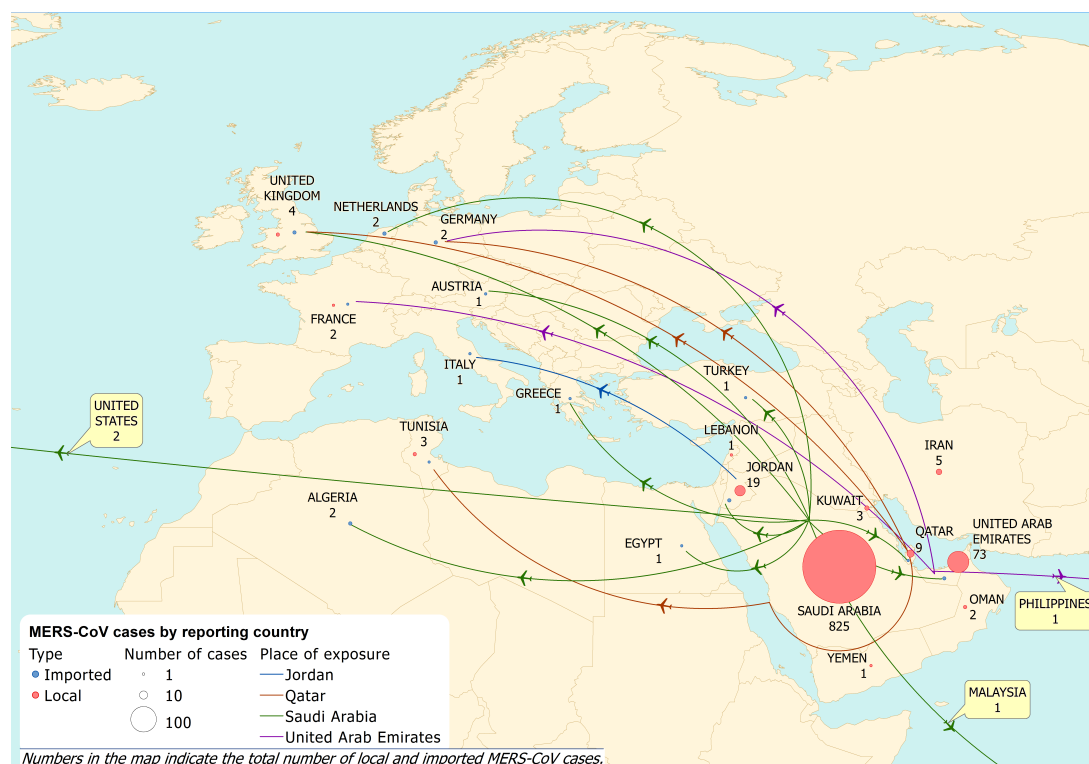 UNITED
KINGDOM
4
NETHERLANDS
2
GERMANY
2
AUSTRIA
1
FRANCE
2
ITALY
1
GREECE
1
TURKEY
1
UNITED
STATES
2
TUNISIA
3
LEBANON
1
IRAN
5
JORDAN
19
ALGERIA
2
KUWAIT
3
QATAR
9
UNITED ARAB
EMIRATES
73
EGYPT
1
SAUDI ARABIA
825
OMAN
2
PHILIPPINES
1
YEMEN
1
MALAYSIA
1
MERS-CoV cases by reporting country
Type Number of cases Place of exposure
Imported 1 Jordan
Local 10 Qatar
100 Saudi Arabia
United Arab Emirates
Numbers in the map indicate the total number of local and imported MERS-CoV cases.